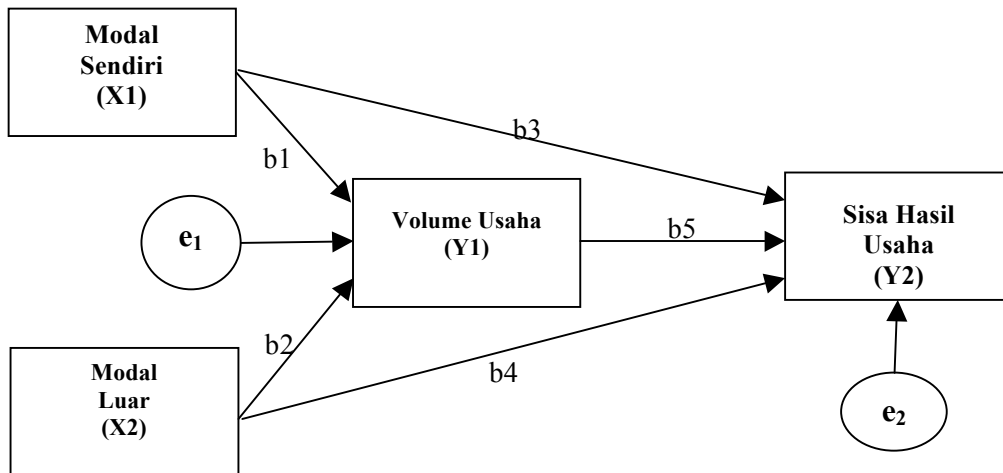 Modal
Sendiri
(X1)
b3
b1
e1
Volume Usaha
(Y1)
b5
Sisa Hasil
Usaha
(Y2)
b2
b4
Modal
Luar
(X2)
e2